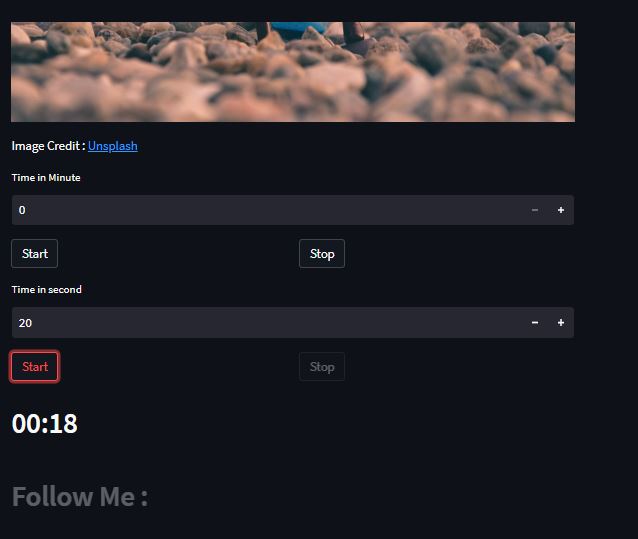 Image Credit : Unsplash
Time in Minute
0 − +
Start Stop
Time in second
20 − +
Start Stop
00:18
Follow Me :